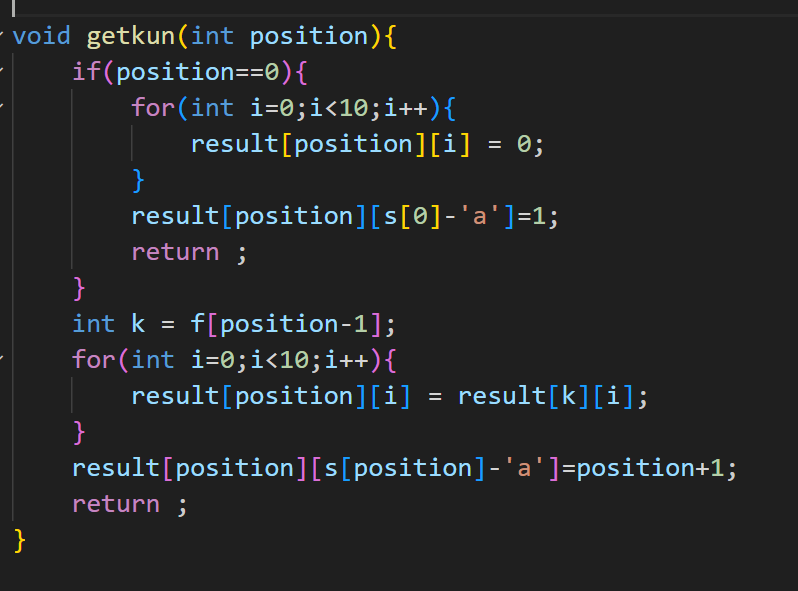 void getkun(int position){
    if(position==0){
        for(int i=0;i<10;i++){
            result[position][i] = 0;
        }
        result[position][s[0]-'a']=1;
        return ;
    }
    int k = f[position-1];
    for(int i=0;i<10;i++){
        result[position][i] = result[k][i];
    }
    result[position][s[position]-'a']=position+1;
    return ;
}